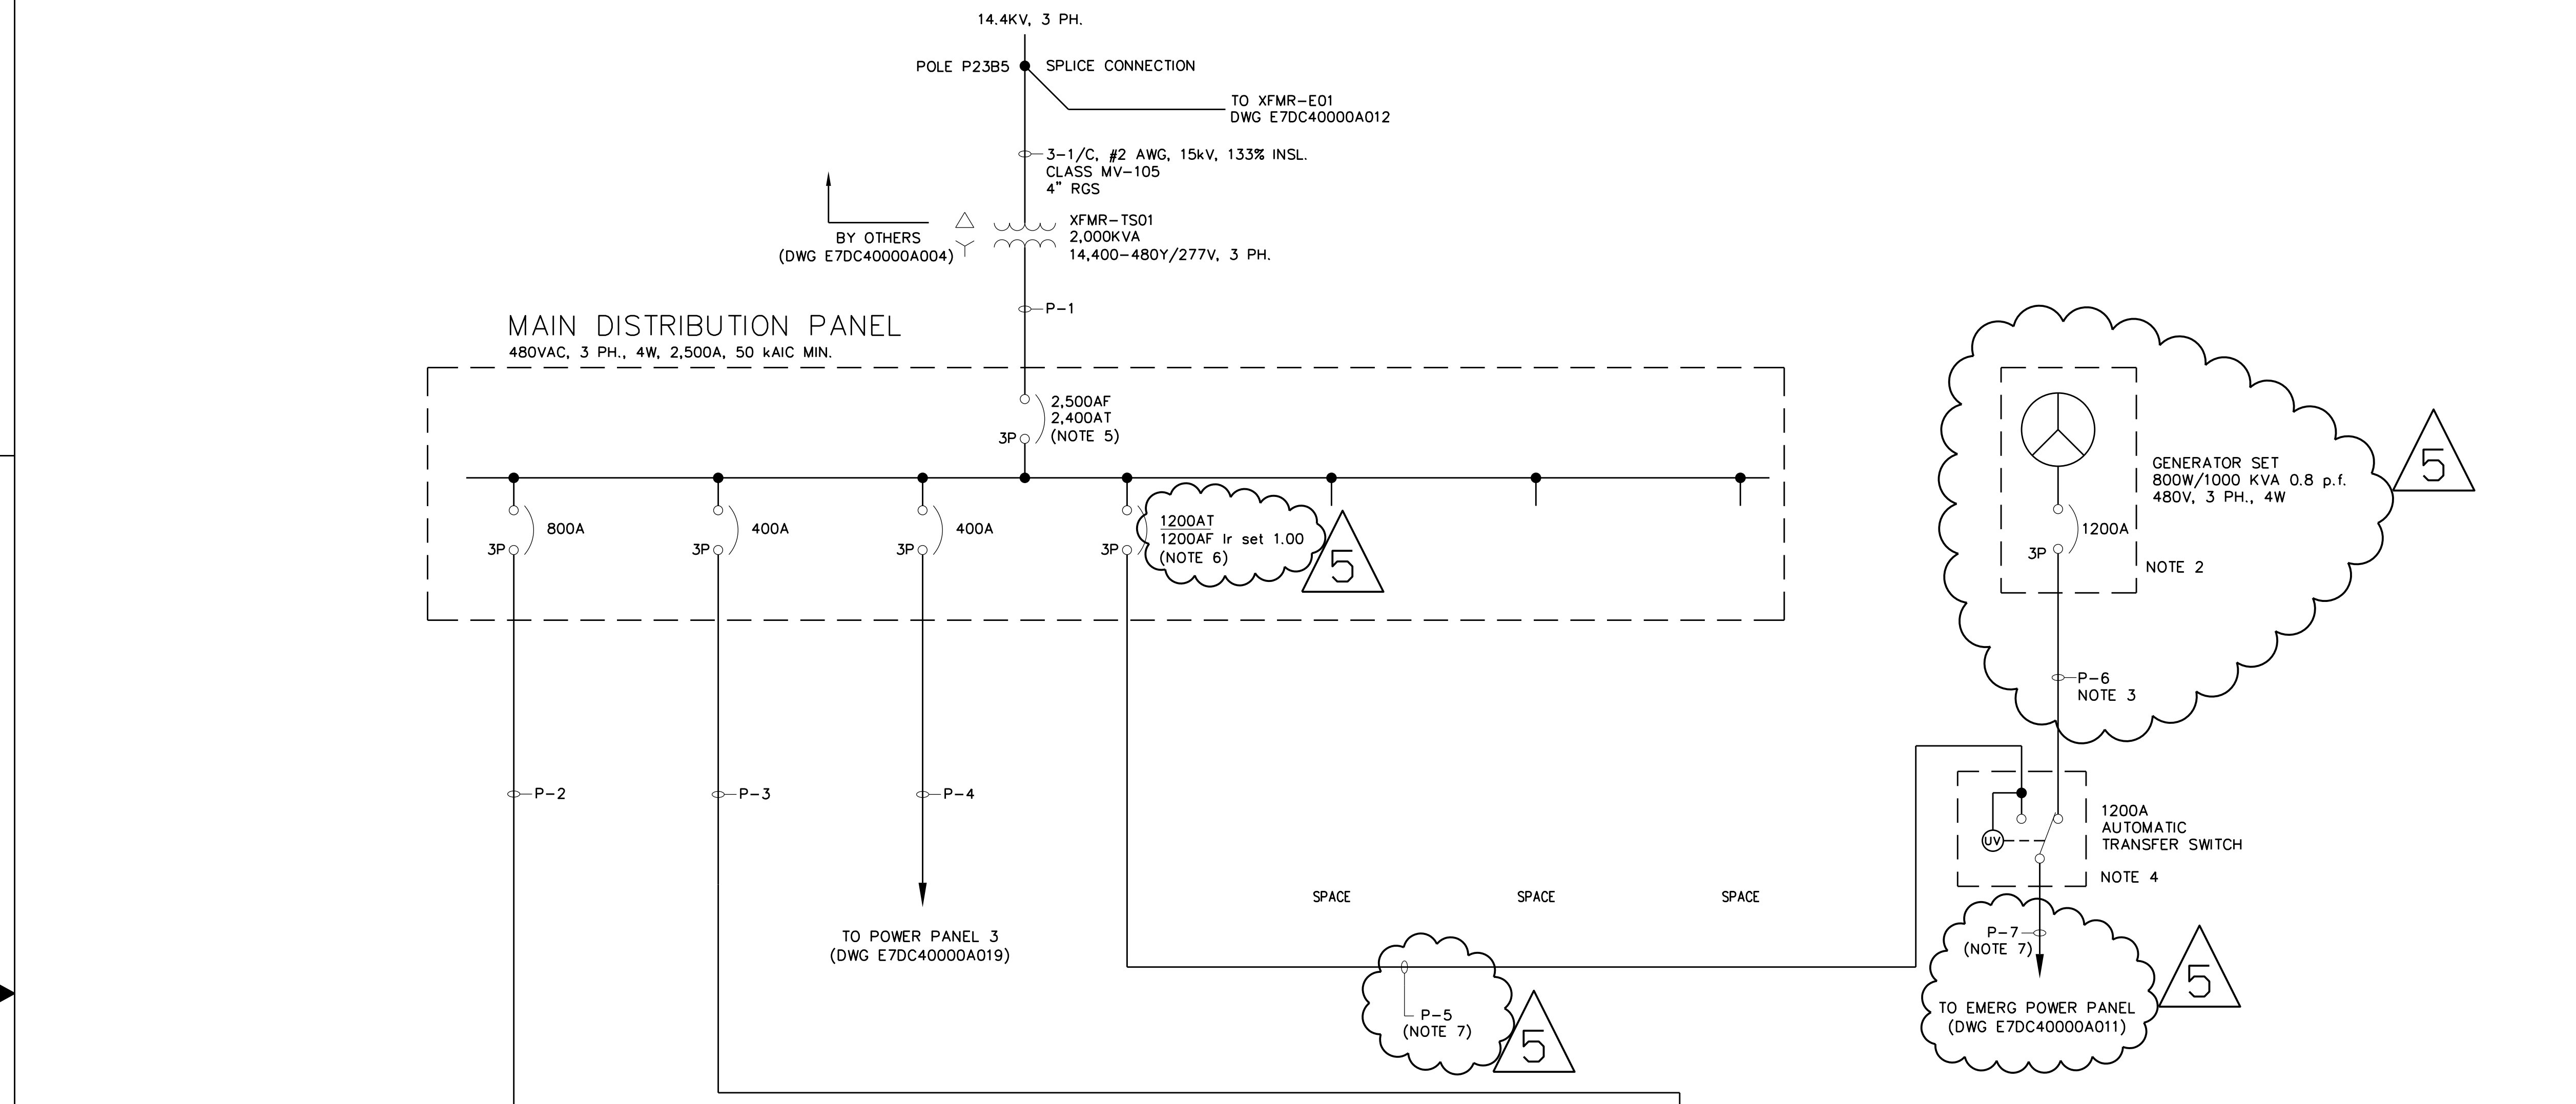 14.4KV, 3 PH.
POLE P23B5
SPLICE CONNECTION
TO XFMR-E01
DWG E7DC40000A012
3-1/C, #2 AWG, 15kV, 133% INSL.
CLASS MV-105
4" RGS
BY OTHERS
(DWG E7DC40000A004)
XFMR-TS01
2,000KVA
14,400-480Y/277V, 3 PH.
P-1
MAIN DISTRIBUTION PANEL
480VAC, 3 PH., 4W, 2,500A, 50 kAIC MIN.
2,500AF
2,400AT
(NOTE 5)
3P
800A
3P
400A
3P
400A
3P
1200AT
1200AF Ir set 1.00
(NOTE 6)
3P
5
GENERATOR SET
800W/1000 KVA 0.8 p.f.
480V, 3 PH., 4W
5
1200A
3P
NOTE 2
P-6
NOTE 3
P-2
P-3
P-4
1200A
AUTOMATIC
TRANSFER SWITCH
UV
NOTE 4
SPACE
SPACE
SPACE
TO POWER PANEL 3
(DWG E7DC40000A019)
P-7
(NOTE 7)
5
TO EMERG POWER PANEL
(DWG E7DC40000A011)
P-5
(NOTE 7)
5